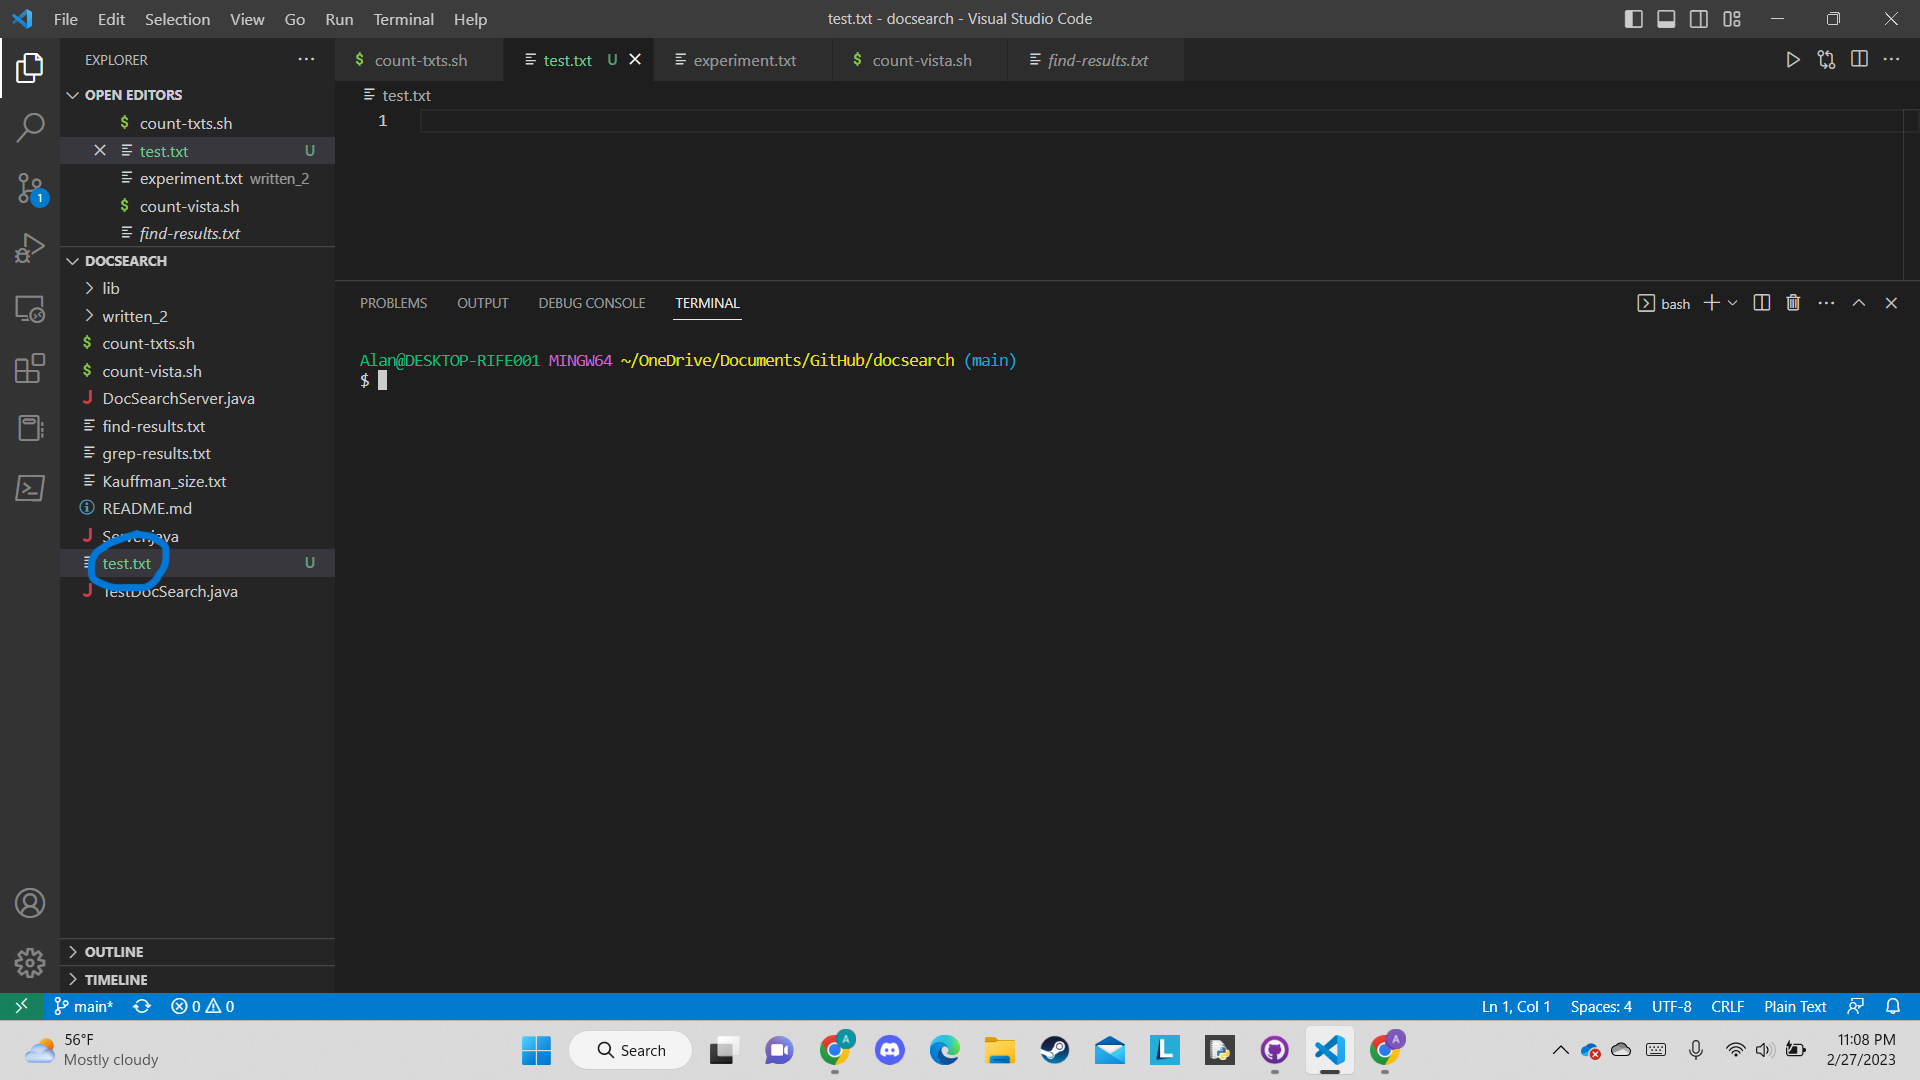 File Edit Selection View Go Run Terminal Help
test.txt - docsearch - Visual Studio Code
EXPLORER
OPEN EDITORS
$ count-txts.sh
test.txt U
experiment.txt written_2
$ count-vista.sh
find-results.txt
1
DOCSEARCH
lib
written_2
$ count-txts.sh
$ count-vista.sh
J DocSearchServer.java
find-results.txt
grep-results.txt
Kauffman_size.txt
README.md
J Server.java
test.txt U
J TestDocSearch.java
OUTLINE
TIMELINE
$ count-txts.sh test.txt U experiment.txt $ count-vista.sh find-results.txt
test.txt
1
PROBLEMS OUTPUT DEBUG CONSOLE TERMINAL
bash
Alan@DESKTOP-RIFE001 MINGW64 ~/OneDrive/Documents/GitHub/docsearch (main)
$
main* 0 0
Ln 1, Col 1 Spaces: 4 UTF-8 CRLF Plain Text
56°F
Mostly cloudy
Search
A
L
A
11:08 PM
2/27/2023